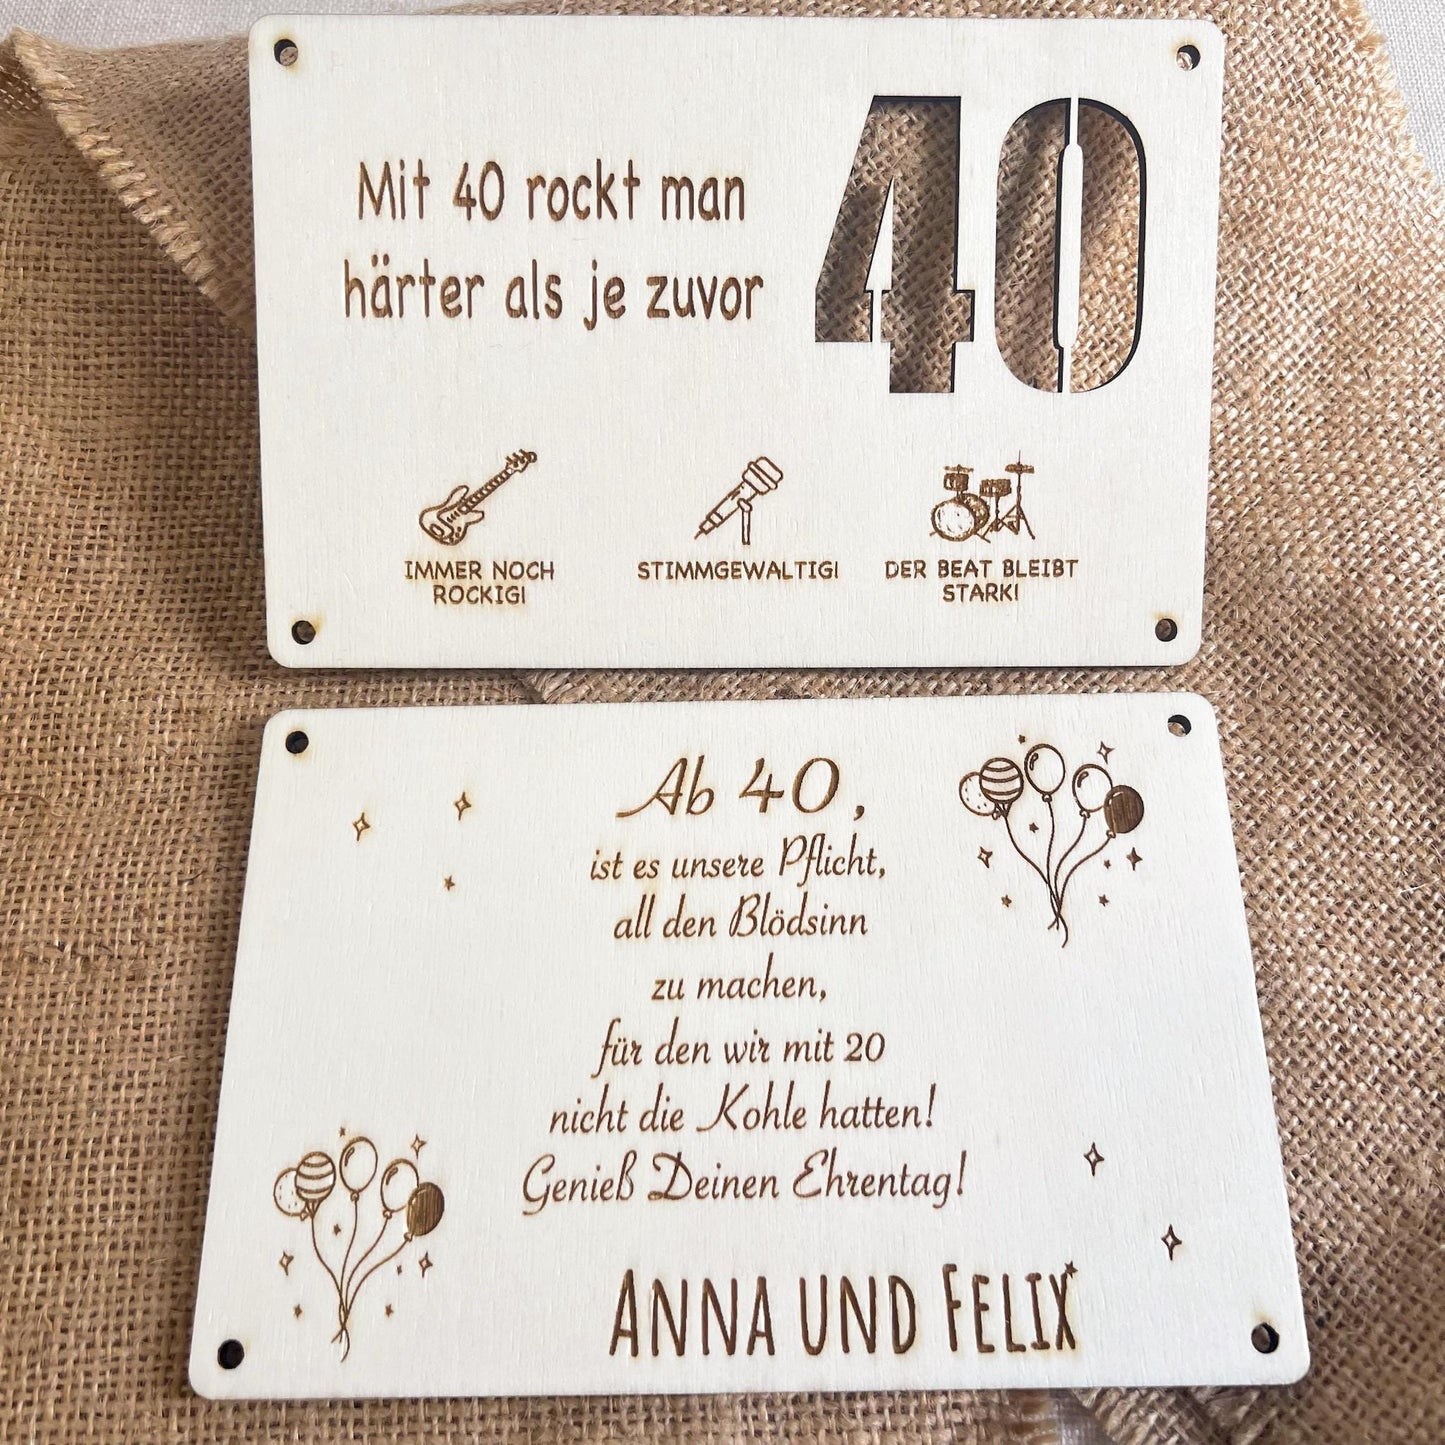 Mit 40 rockt man
härter als je zuvor
40
IMMER NOCH
ROCKIG!
STIMMGEWALTIG!
DER BEAT BLEIBT
STARK!
Ab 40,
ist es unsere Pflicht,
all den Blödsinn
zu machen,
für den wir mit 20
nicht die Kohle hatten!
Genieß Deinen Ehrentag!
ANNA UND FELIX